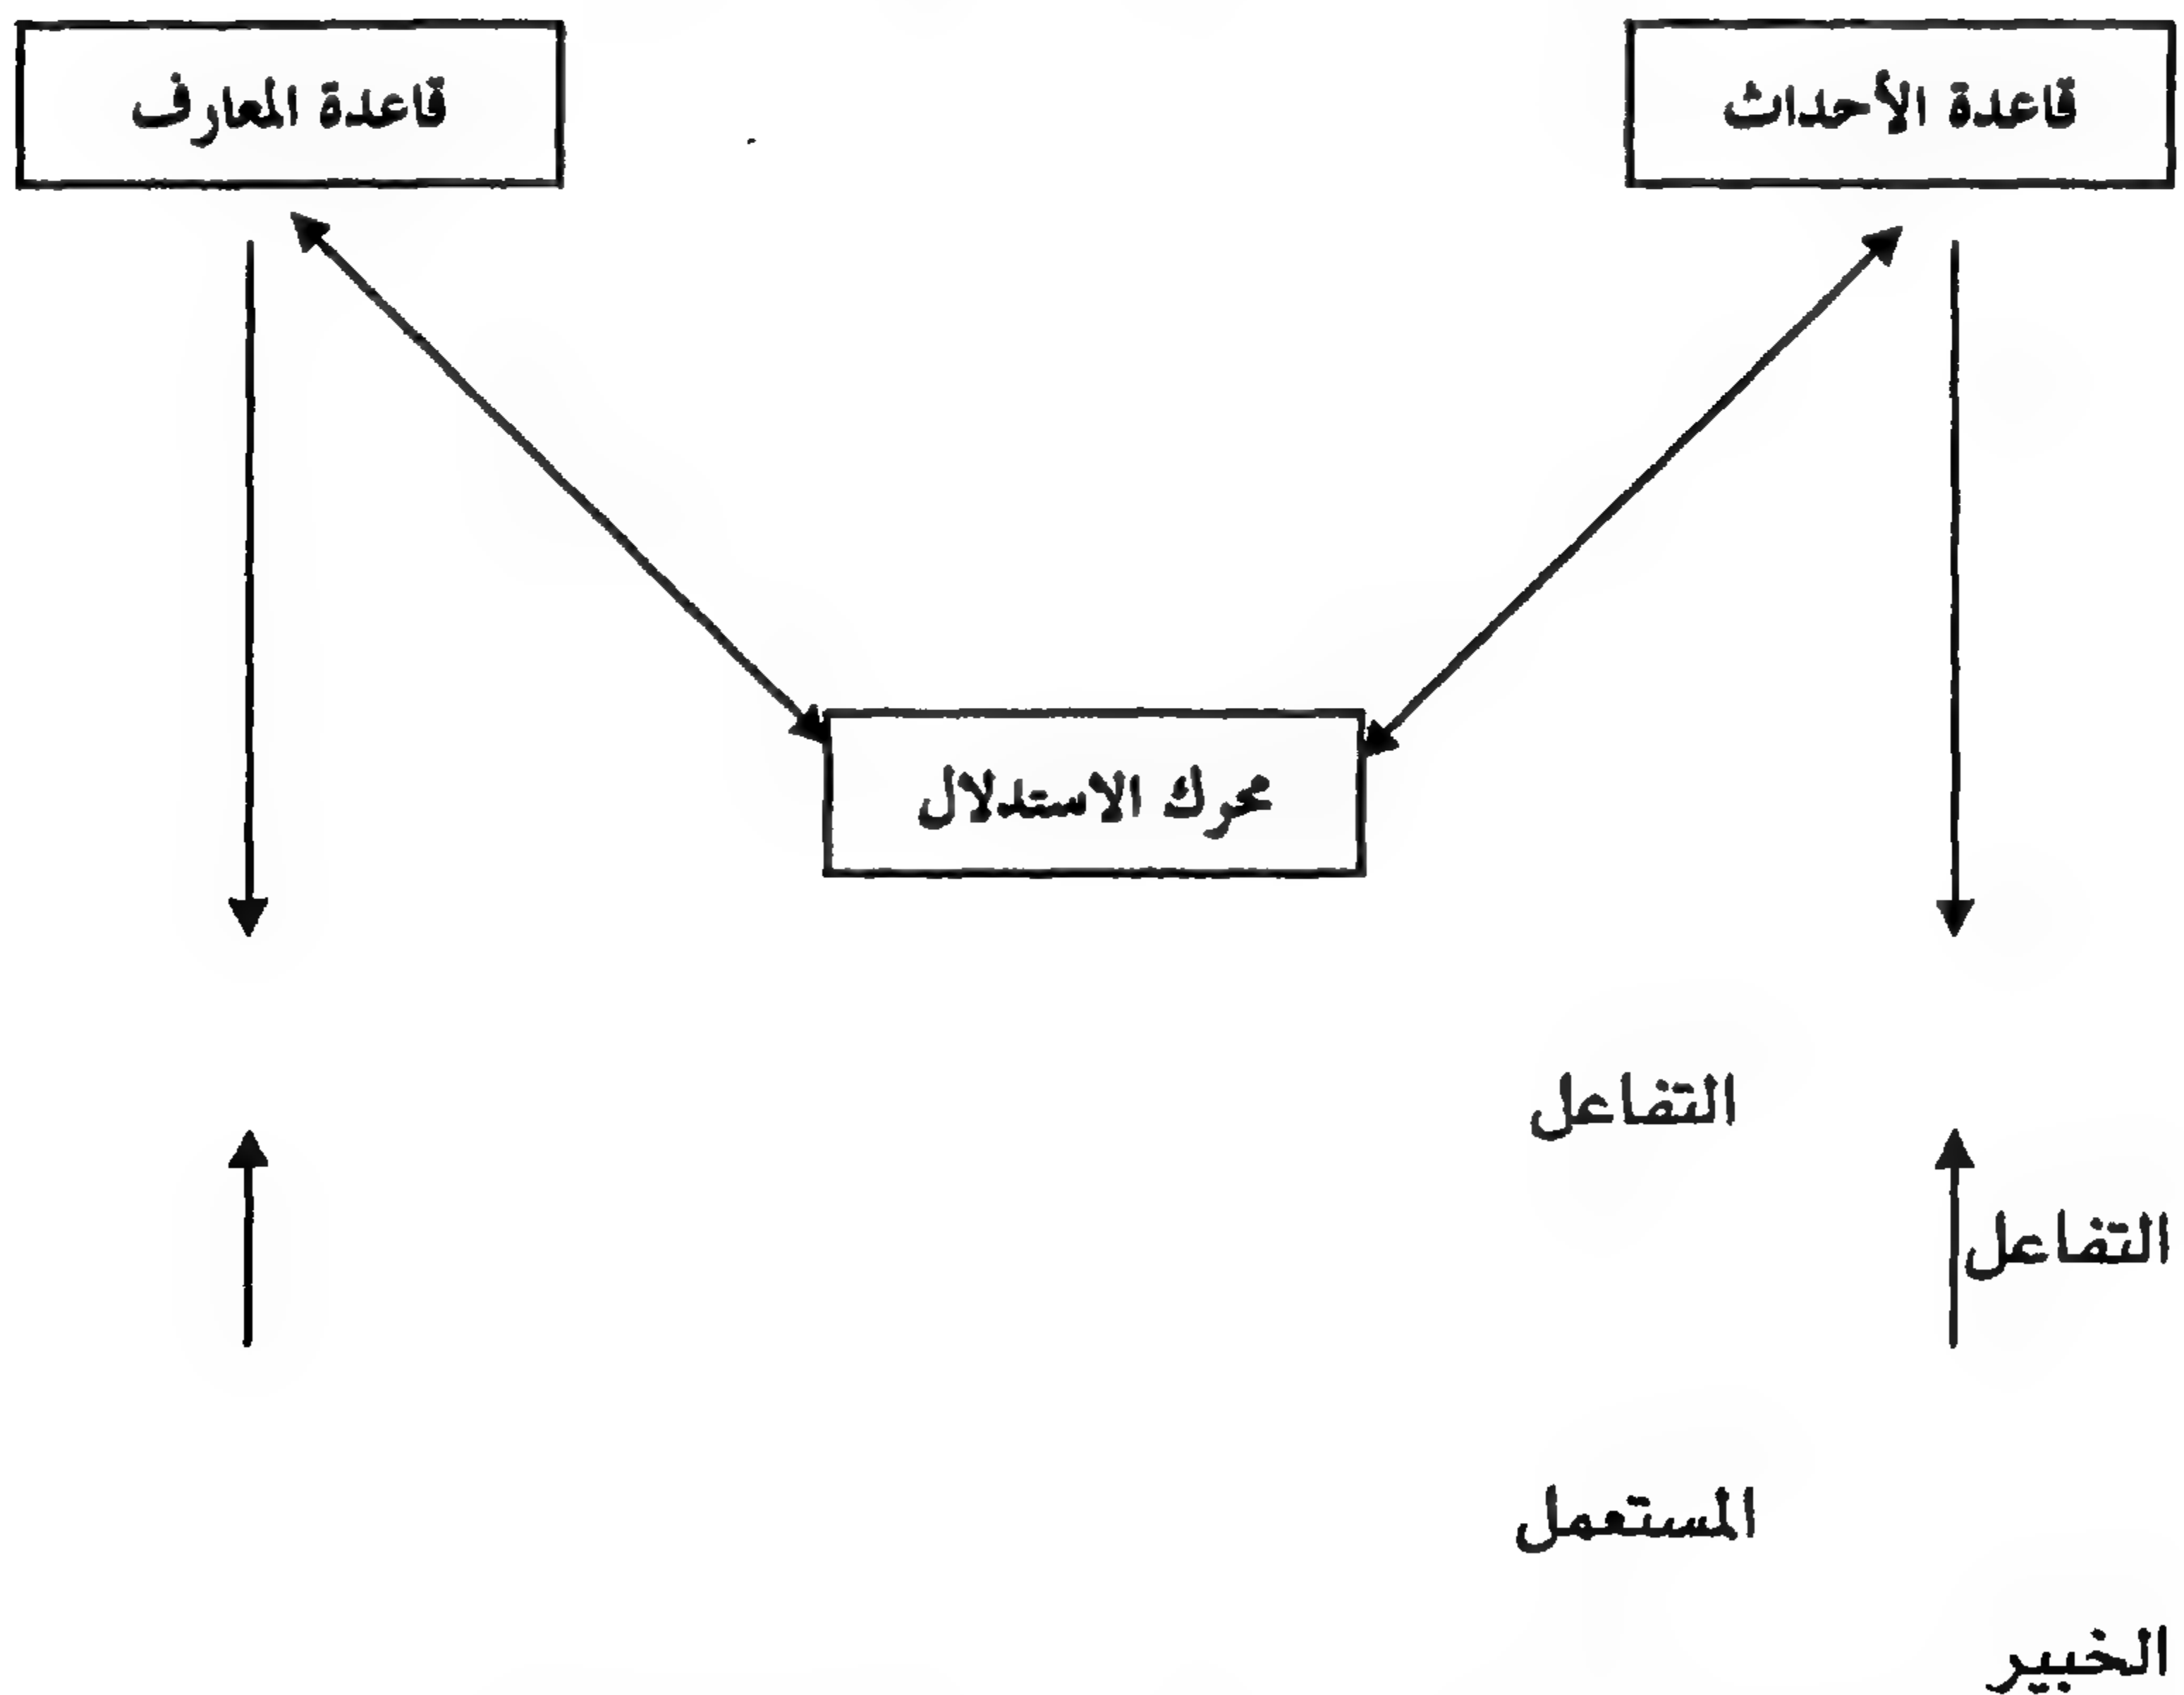 قاعدة الأحداث
قاعدة المعارف
محرك الاستدلال
التفاعل
التفاعل
المستعمل
الخبير